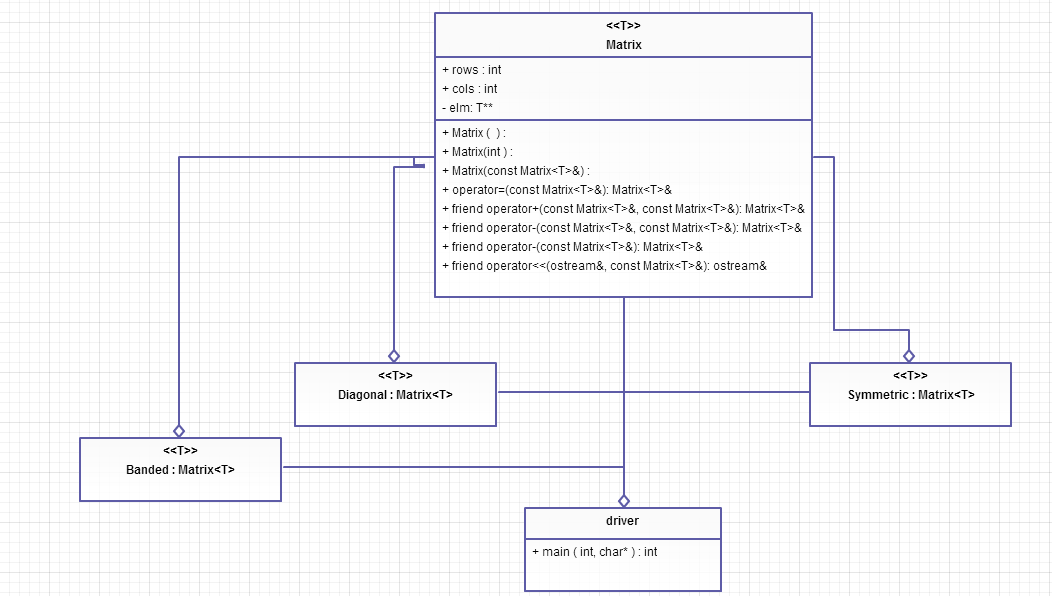 <<T>>
Matrix
+ rows : int
+ cols : int
- elm: T**
+ Matrix (  ) :
+ Matrix(int ) :
+ Matrix(const Matrix<T>&) :
+ operator=(const Matrix<T>&): Matrix<T>&
+ friend operator+(const Matrix<T>&, const Matrix<T>&): Matrix<T>&
+ friend operator-(const Matrix<T>&, const Matrix<T>&): Matrix<T>&
+ friend operator-(const Matrix<T>&): Matrix<T>&
+ friend operator<<(ostream&, const Matrix<T>&): ostream&
<<T>>
Diagonal : Matrix<T>
<<T>>
Symmetric : Matrix<T>
<<T>>
Banded : Matrix<T>
driver
+ main ( int, char* ) : int